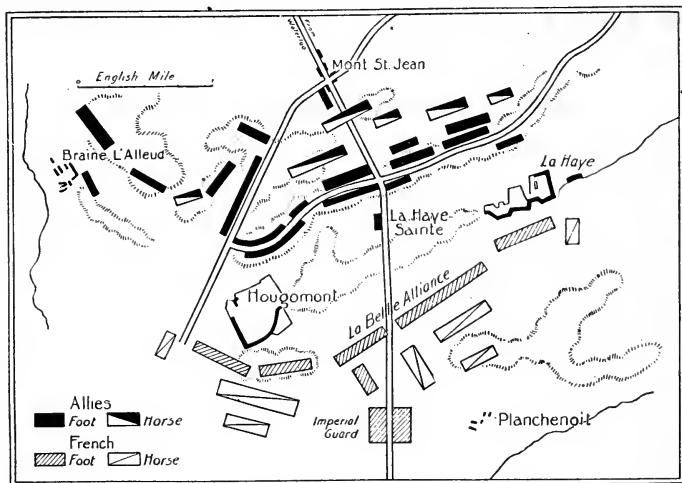 From
Waterloo
Mont St. Jean
English Mile
Braine L'Alleud
La Haye
La Haye
Sainte
Hougomont
La Belle Alliance
Imperial
Guard
Planchenoit
Allies
Foot Horse
French
Foot Horse